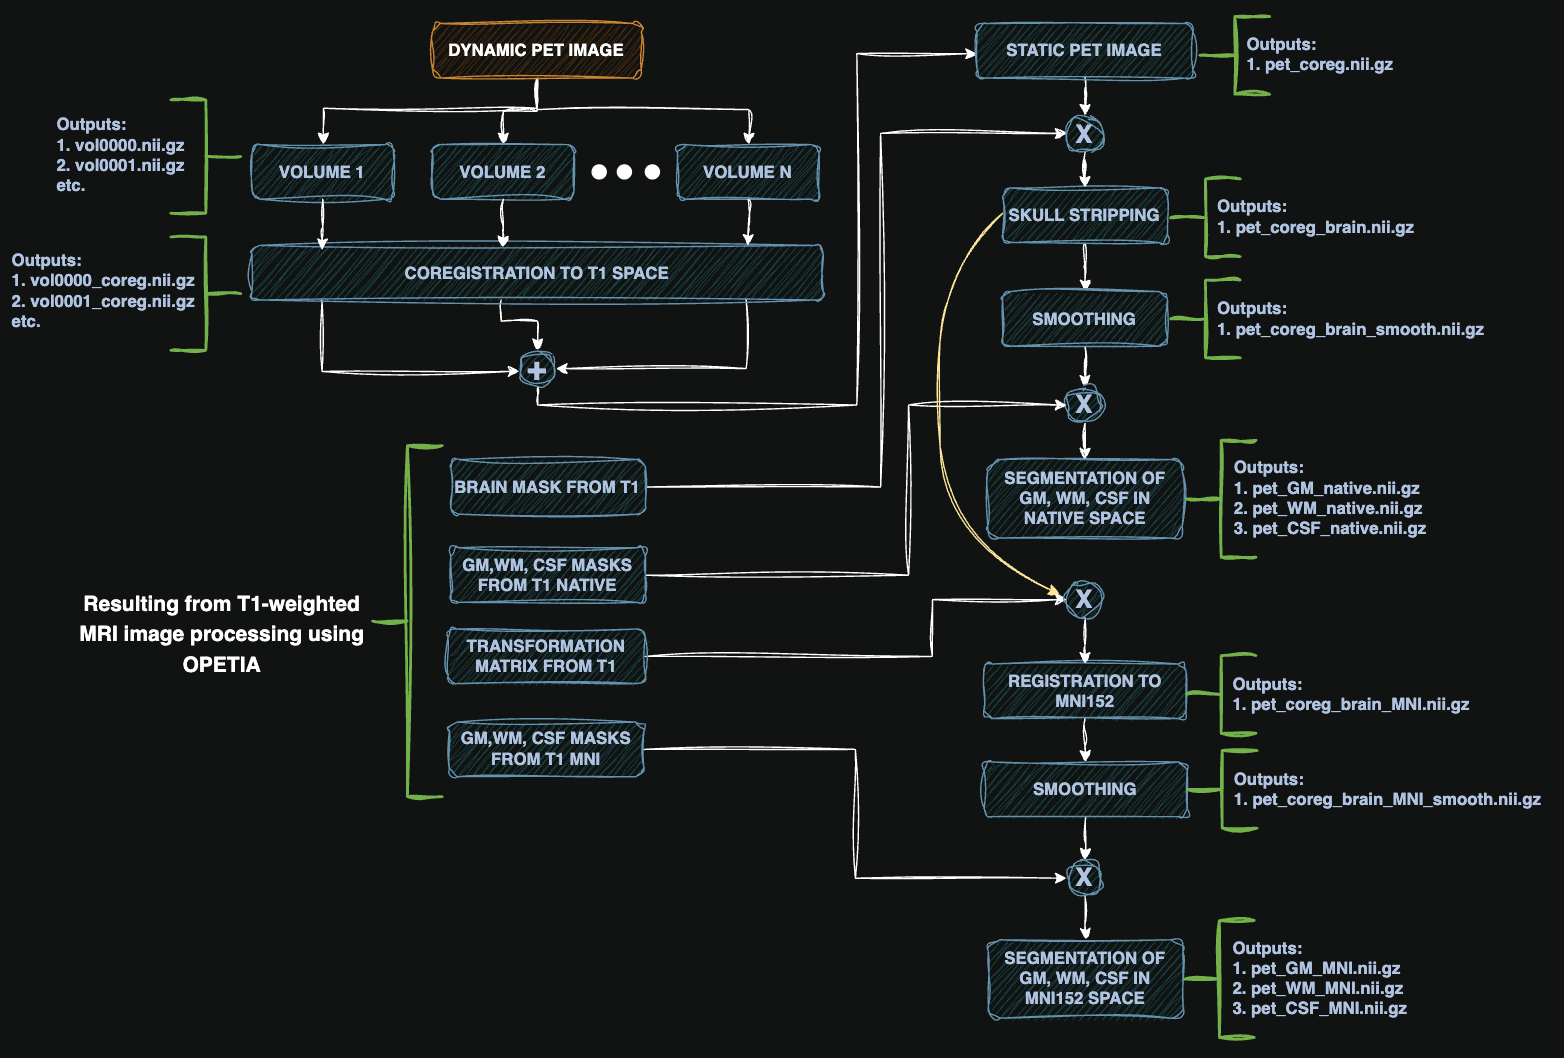 DYNAMIC PET IMAGE
Outputs:
1. vol0000.nii.gz
2. vol0001.nii.gz
etc.
VOLUME 1
VOLUME 2
VOLUME N
Outputs:
1. vol0000_coreg.nii.gz
2. vol0001_coreg.nii.gz
etc.
COREGISTRATION TO T1 SPACE
+
Resulting from T1-weighted
MRI image processing using
OPETIA
BRAIN MASK FROM T1
GM,WM, CSF MASKS
FROM T1 NATIVE
TRANSFORMATION
MATRIX FROM T1
GM,WM, CSF MASKS
FROM T1 MNI
STATIC PET IMAGE
Outputs:
1. pet_coreg.nii.gz
X
SKULL STRIPPING
Outputs:
1. pet_coreg_brain.nii.gz
SMOOTHING
Outputs:
1. pet_coreg_brain_smooth.nii.gz
X
SEGMENTATION OF
GM, WM, CSF IN
NATIVE SPACE
Outputs:
1. pet_GM_native.nii.gz
2. pet_WM_native.nii.gz
3. pet_CSF_native.nii.gz
X
REGISTRATION TO
MNI152
Outputs:
1. pet_coreg_brain_MNI.nii.gz
SMOOTHING
Outputs:
1. pet_coreg_brain_MNI_smooth.nii.gz
X
SEGMENTATION OF
GM, WM, CSF IN
MNI152 SPACE
Outputs:
1. pet_GM_MNI.nii.gz
2. pet_WM_MNI.nii.gz
3. pet_CSF_MNI.nii.gz